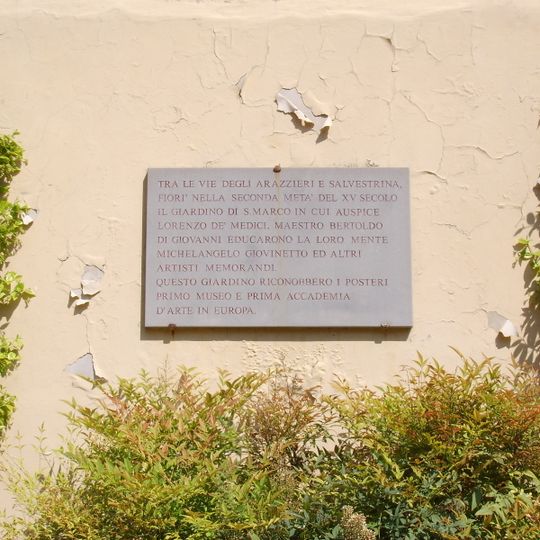 TRA LE VIE DEGLI ARAZZIERI E SALVESTRINA,
FIORI' NELLA SECONDA META' DEL XV SECOLO
IL GIARDINO DI S.MARCO IN CUI AUSPICE
LORENZO DE' MEDICI, MAESTRO BERTOLDO
DI GIOVANNI EDUCARONO LA LORO MENTE
MICHELANGELO GIOVINETTO ED ALTRI
ARTISTI MEMORANDI.
QUESTO GIARDINO RICONOBBERO I POSTERI
PRIMO MUSEO E PRIMA ACCADEMIA
D'ARTE IN EUROPA.